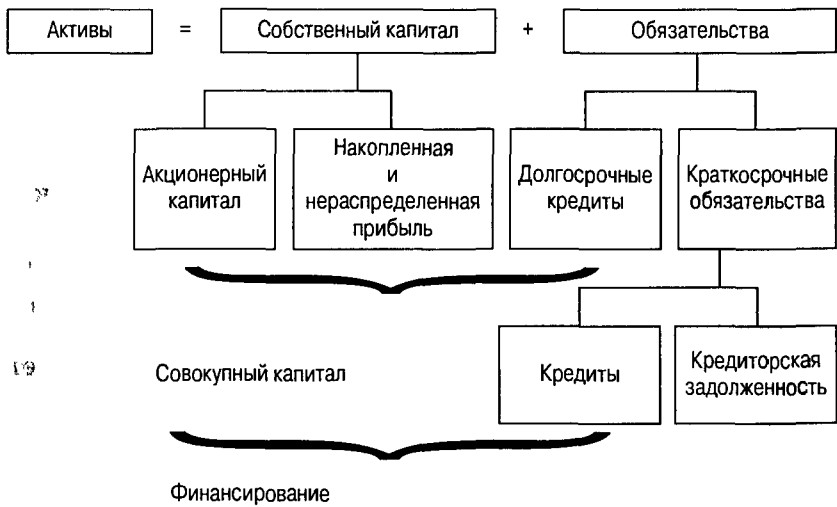 Активы = Собственный капитал + Обязательства
Акционерный
капитал
Накопленная
и
нераспределенная
прибыль
Долгосрочные
кредиты
Краткосрочные
обязательства
Совокупный капитал
Кредиты
Кредиторская
задолженность
Финансирование